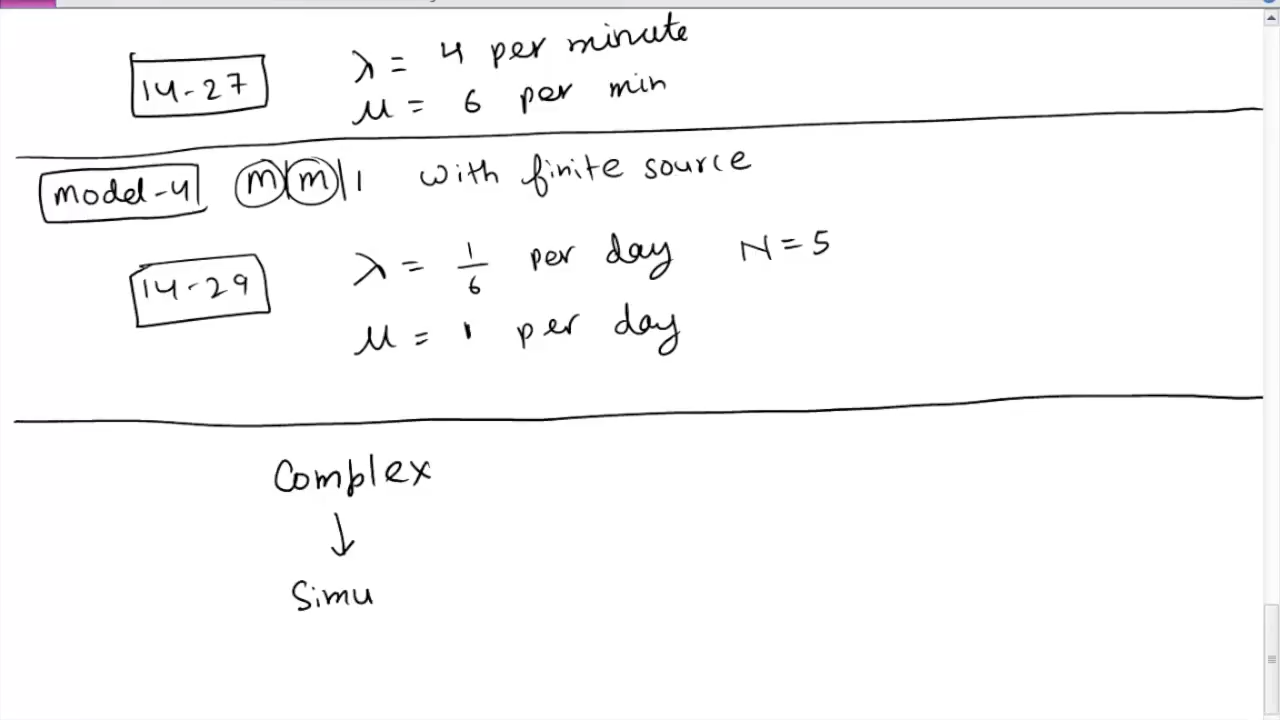 14-27 λ = 4 per minute
μ = 6 per min
Model-4 M|M|1 with finite source
14-29 λ = 1/6 per day N = 5
μ = 1 per day
Complex
↓
Simu